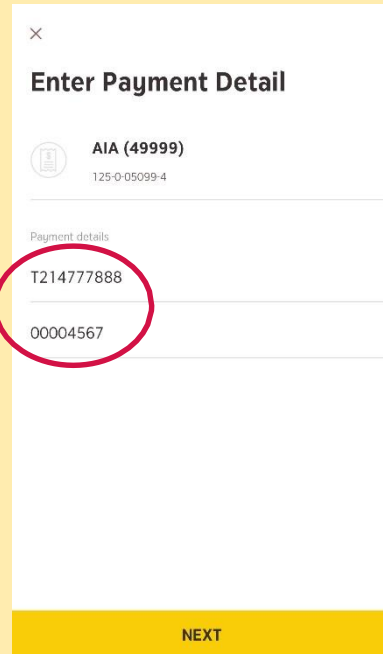 Enter Payment Detail
AIA (49999)
125-0-05099-4
Payment details
T214777888
00004567
NEXT